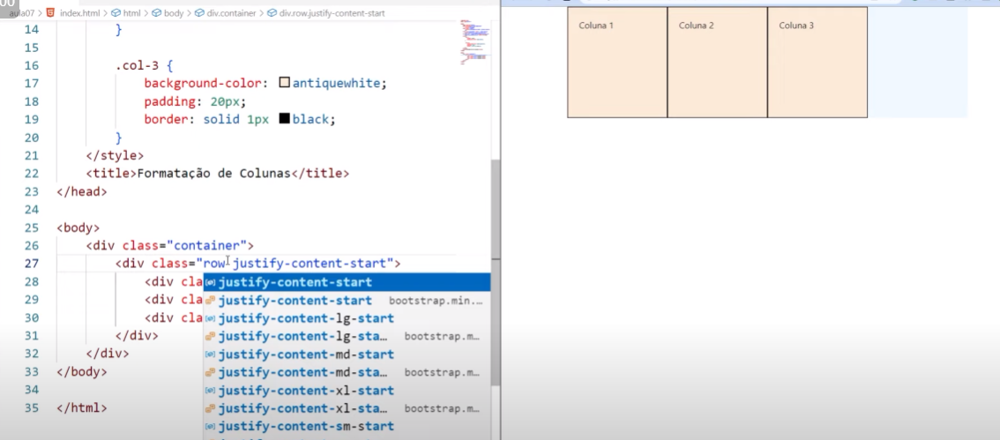 00
aula07 > index.html > html > body > div.container > div.row.justify-content-start
14 }
15
16 .col-3 {
17 background-color: antiquewhite;
18 padding: 20px;
19 border: solid 1px black;
20 }
21 </style>
22 <title>Formatação de Colunas</title>
23 </head>
24
25 <body>
26 <div class="container">
27 <div class="row justify-content-start">
28 <div cla
29 <div cla
30 <div cla
31 </div>
32 </div>
33 </body>
34
35 </html>
justify-content-start
justify-content-start bootstrap.min...
justify-content-lg-start
justify-content-lg-sta… bootstrap.m…
justify-content-md-start
justify-content-md-sta… bootstrap.m…
justify-content-xl-start
justify-content-xl-sta… bootstrap.m…
justify-content-sm-start
Coluna 1
Coluna 2
Coluna 3